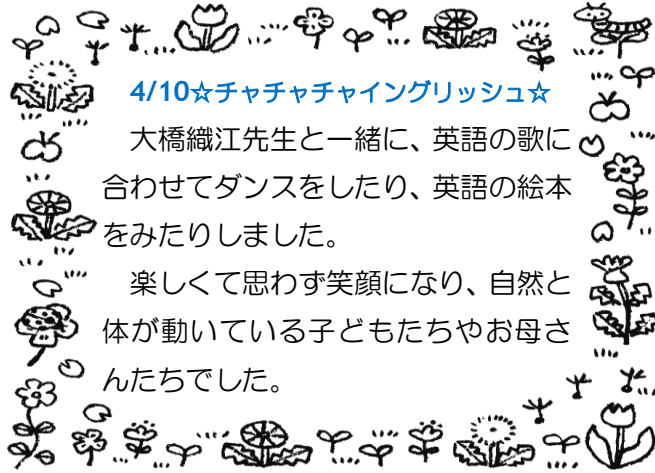 4/10☆チャチャチャイングリッシュ☆
大橋織江先生と一緒に、英語の歌に
合わせてダンスをしたり、英語の絵本
をみたりしました。
楽しくて思わず笑顔になり、自然と
体が動いている子どもたちやお母さ
んたちでした。